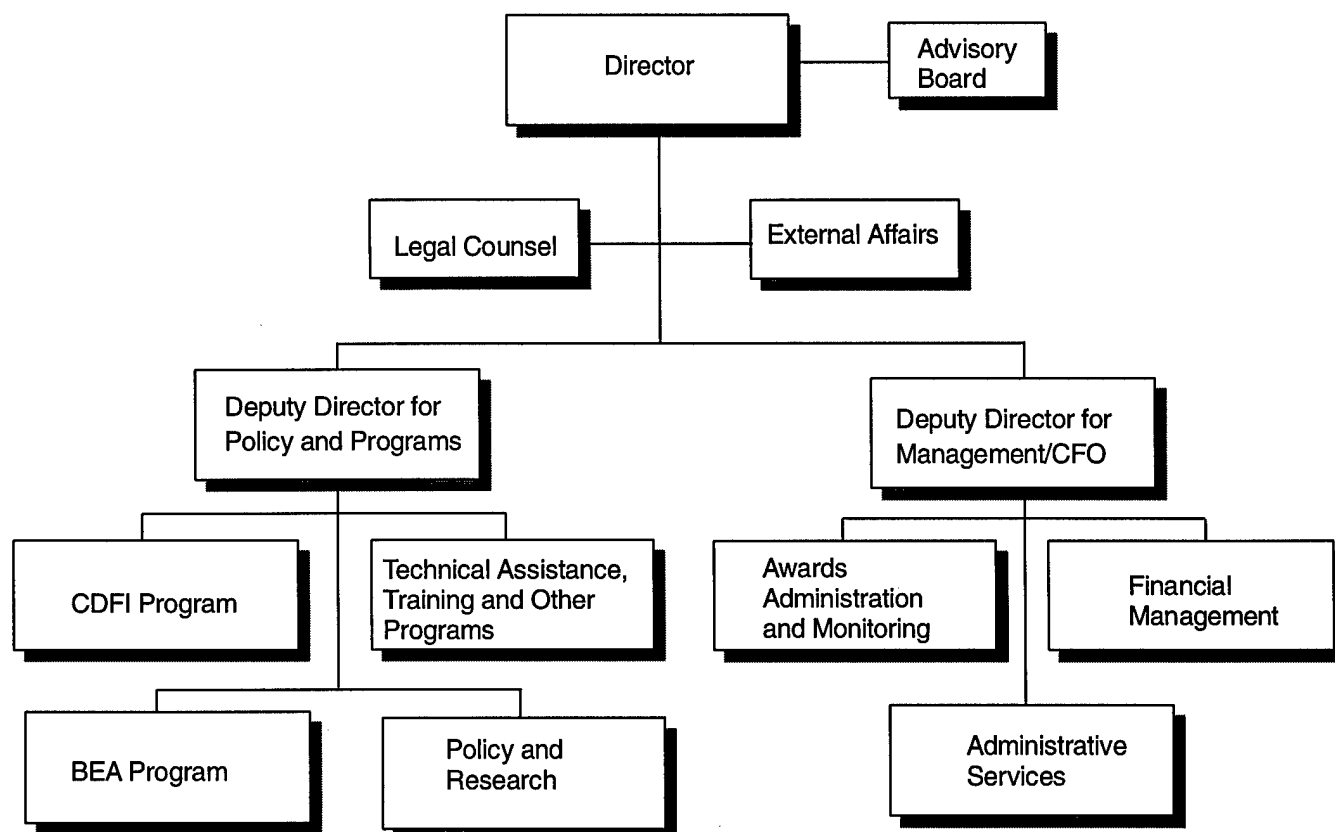 Director
Advisory
Board
Legal Counsel
External Affairs
Deputy Director for
Policy and Programs
Deputy Director for
Management/CFO
CDFI Program
Technical Assistance,
Training and Other
Programs
Awards
Administration
and Monitoring
Financial
Management
BEA Program
Policy and
Research
Administrative
Services